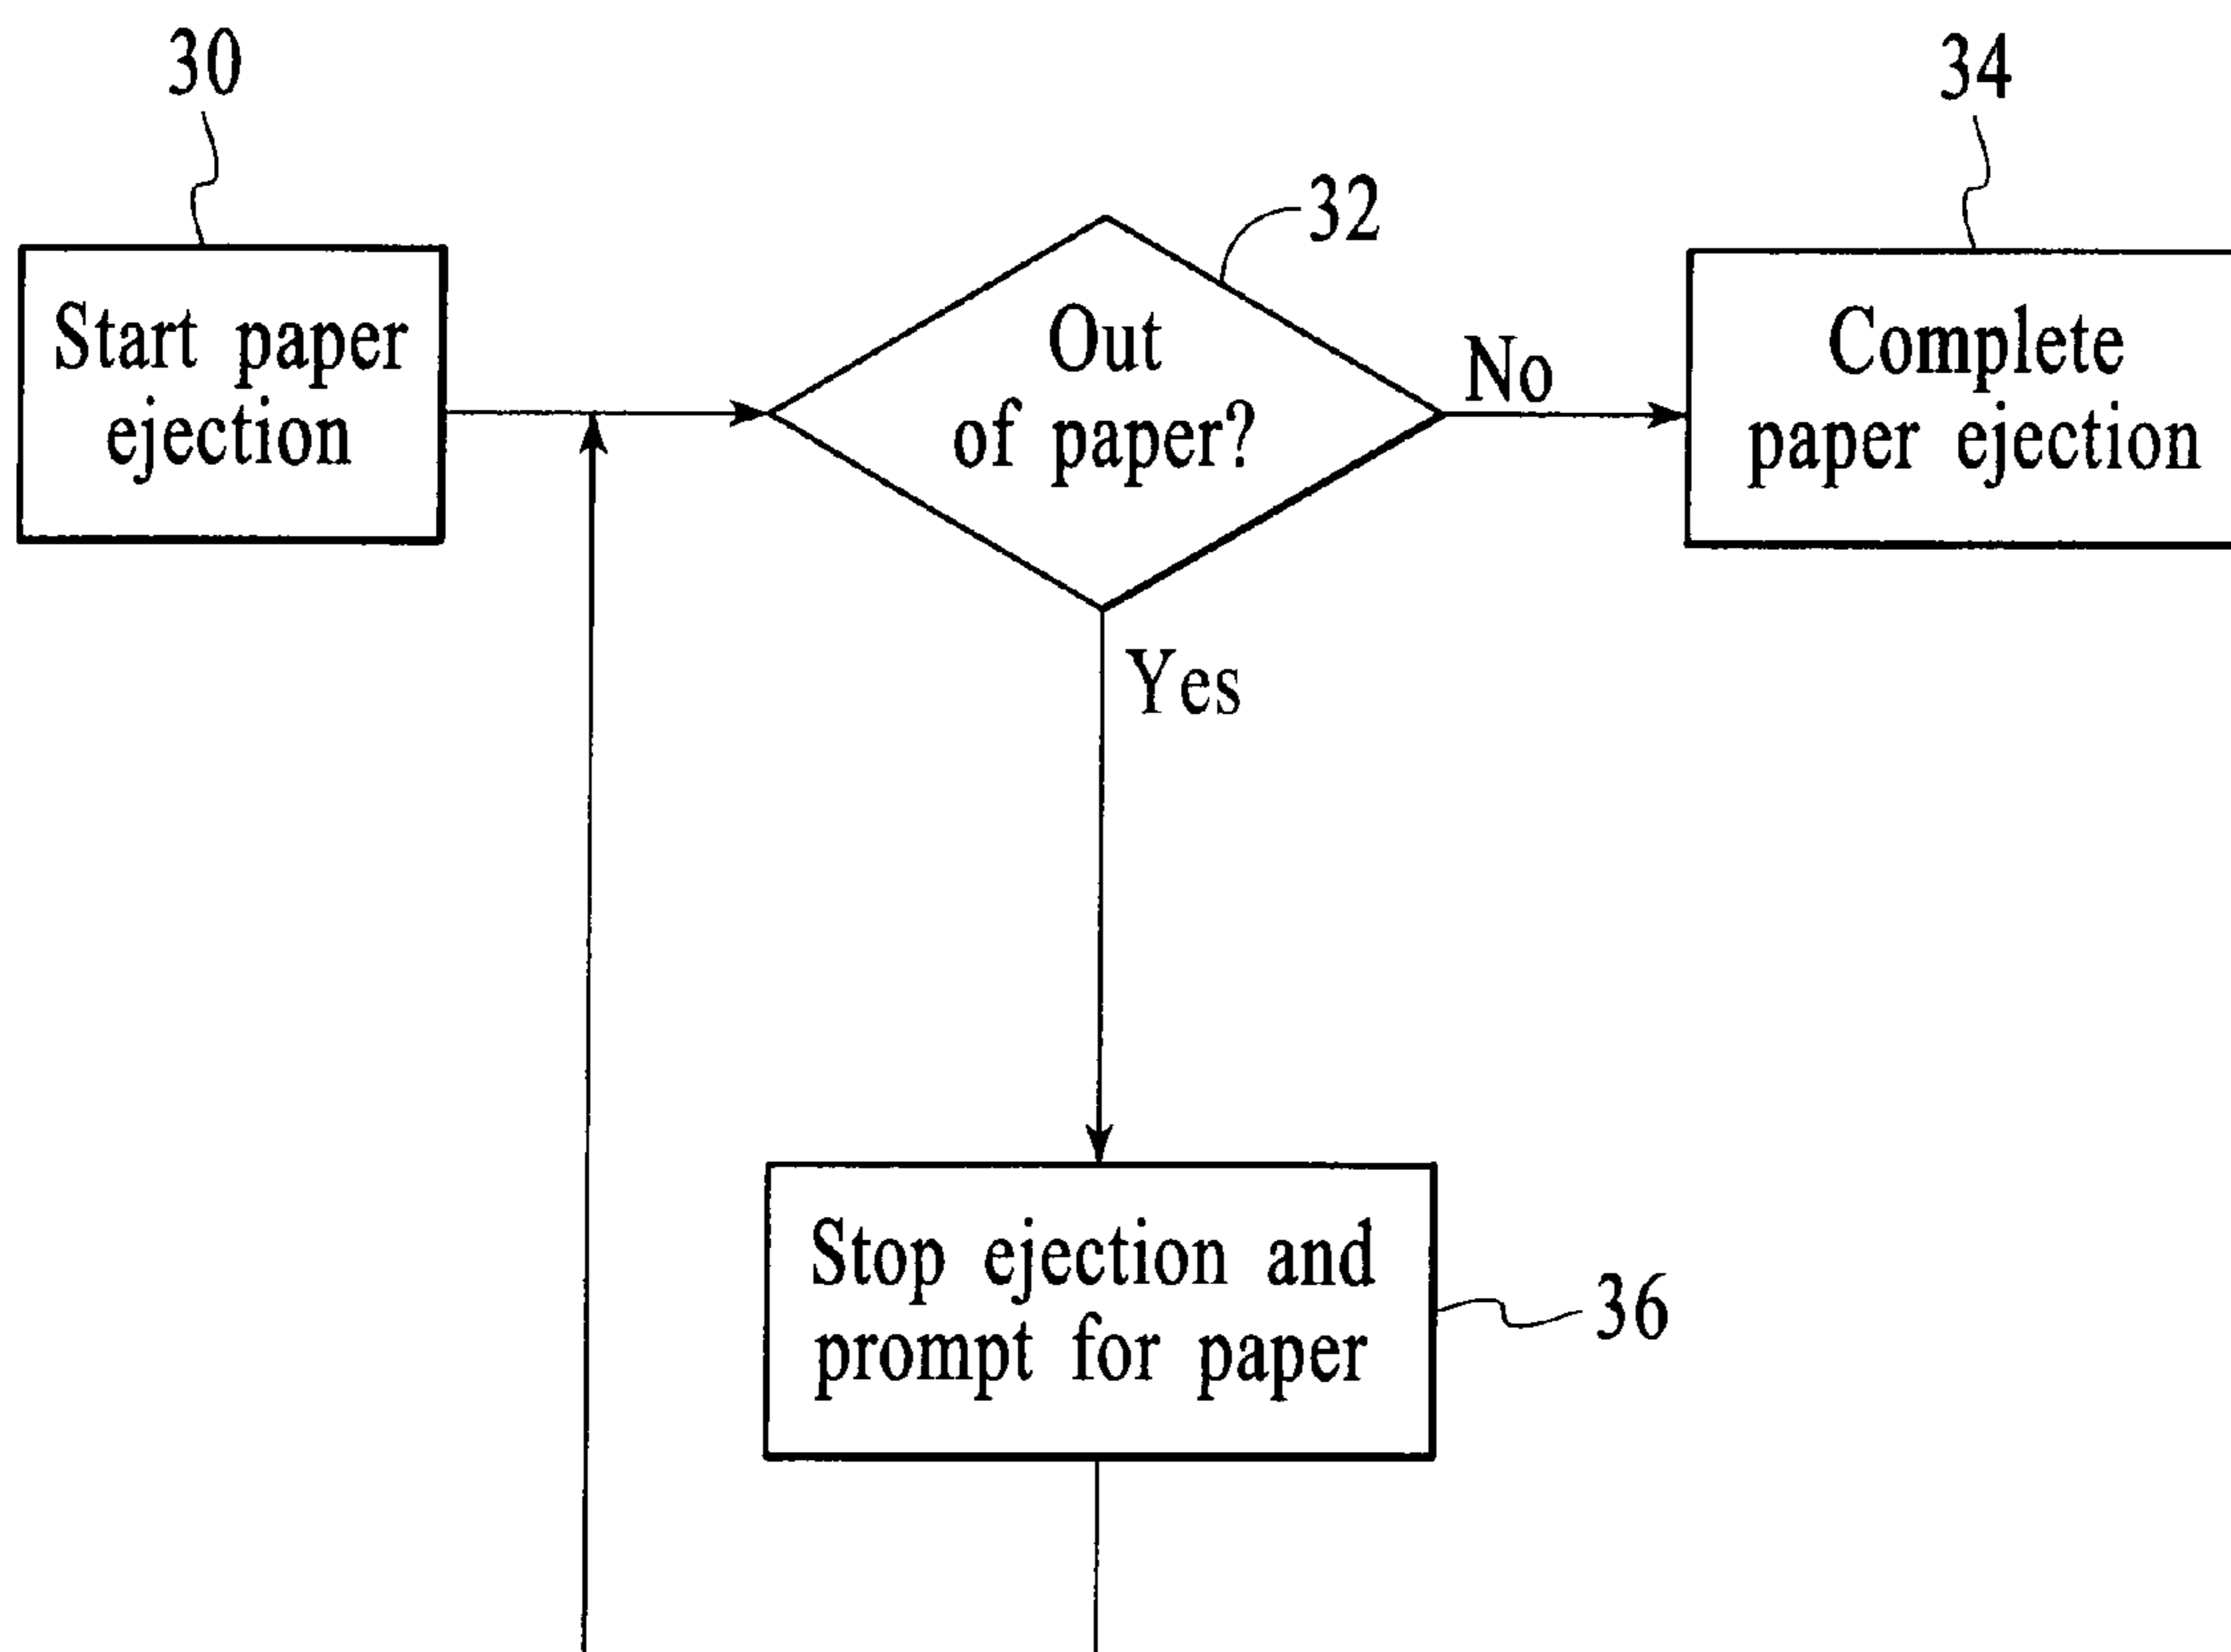 30
34
32
Start paper
ejection
Out
of paper?
No
Complete
paper ejection
Yes
Stop ejection and
prompt for paper
36